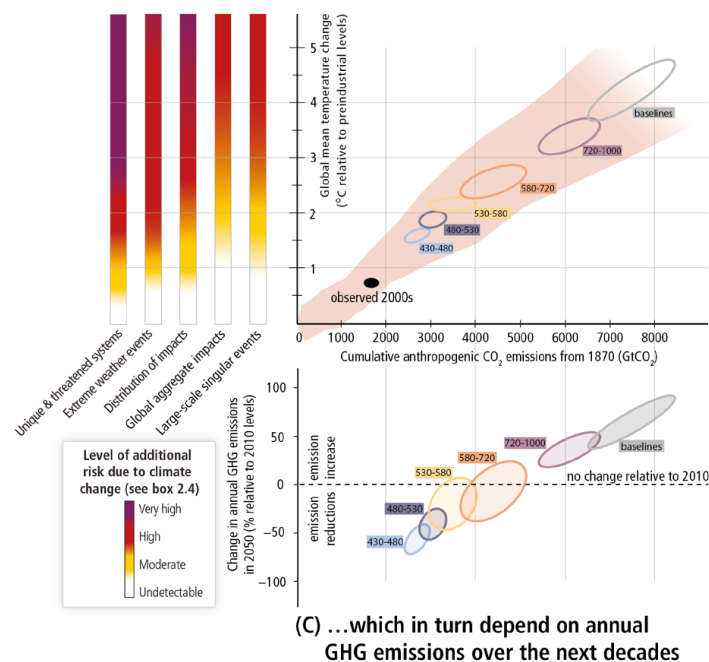 5
4
3
2
1
Global mean temperature change
(°C relative to preindustrial levels)
baselines
720-1000
580-720
530-580
480-530
430-480
observed 2000s
0 1000 2000 3000 4000 5000 6000 7000 8000
Cumulative anthropogenic CO2 emissions from 1870 (GtCO2)
Unique & threatened systems
Extreme weather events
Distribution of impacts
Global aggregate impacts
Large-scale singular events
Level of additional
risk due to climate
change (see box 2.4)
Very high
High
Moderate
Undetectable
Change in annual GHG emissions
in 2050 (% relative to 2010 levels)
100
50
0
−50
−100
emission
increase
emission
reductions
720-1000
580-720
530-580
480-530
430-480
baselines
no change relative to 2010
(C) …which in turn depend on annual
GHG emissions over the next decades